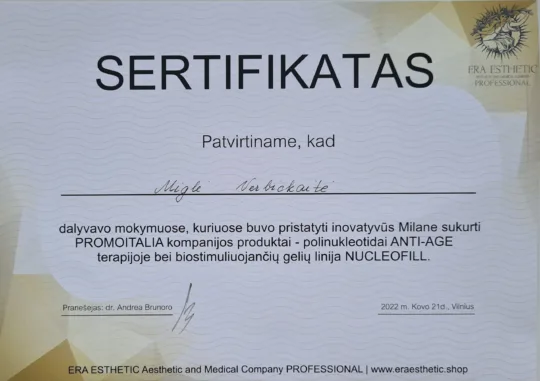 ERA ESTHETIC
PROFESSIONAL
SERTIFIKATAS
Patvirtiname, kad
Miglė Verbickaitė
dalyvavo mokymuose, kuriuose buvo pristatyti inovatyvūs Milane sukurti
PROMOITALIA kompanijos produktai - polinukleotidai ANTI-AGE
terapijoje bei biostimuliuojančių gelių linija NUCLEOFILL.
Pranešėjas: dr. Andrea Brunoro
2022 m. Kovo 21d., Vilnius
ERA ESTHETIC Aesthetic and Medical Company PROFESSIONAL | www.eraesthetic.shop